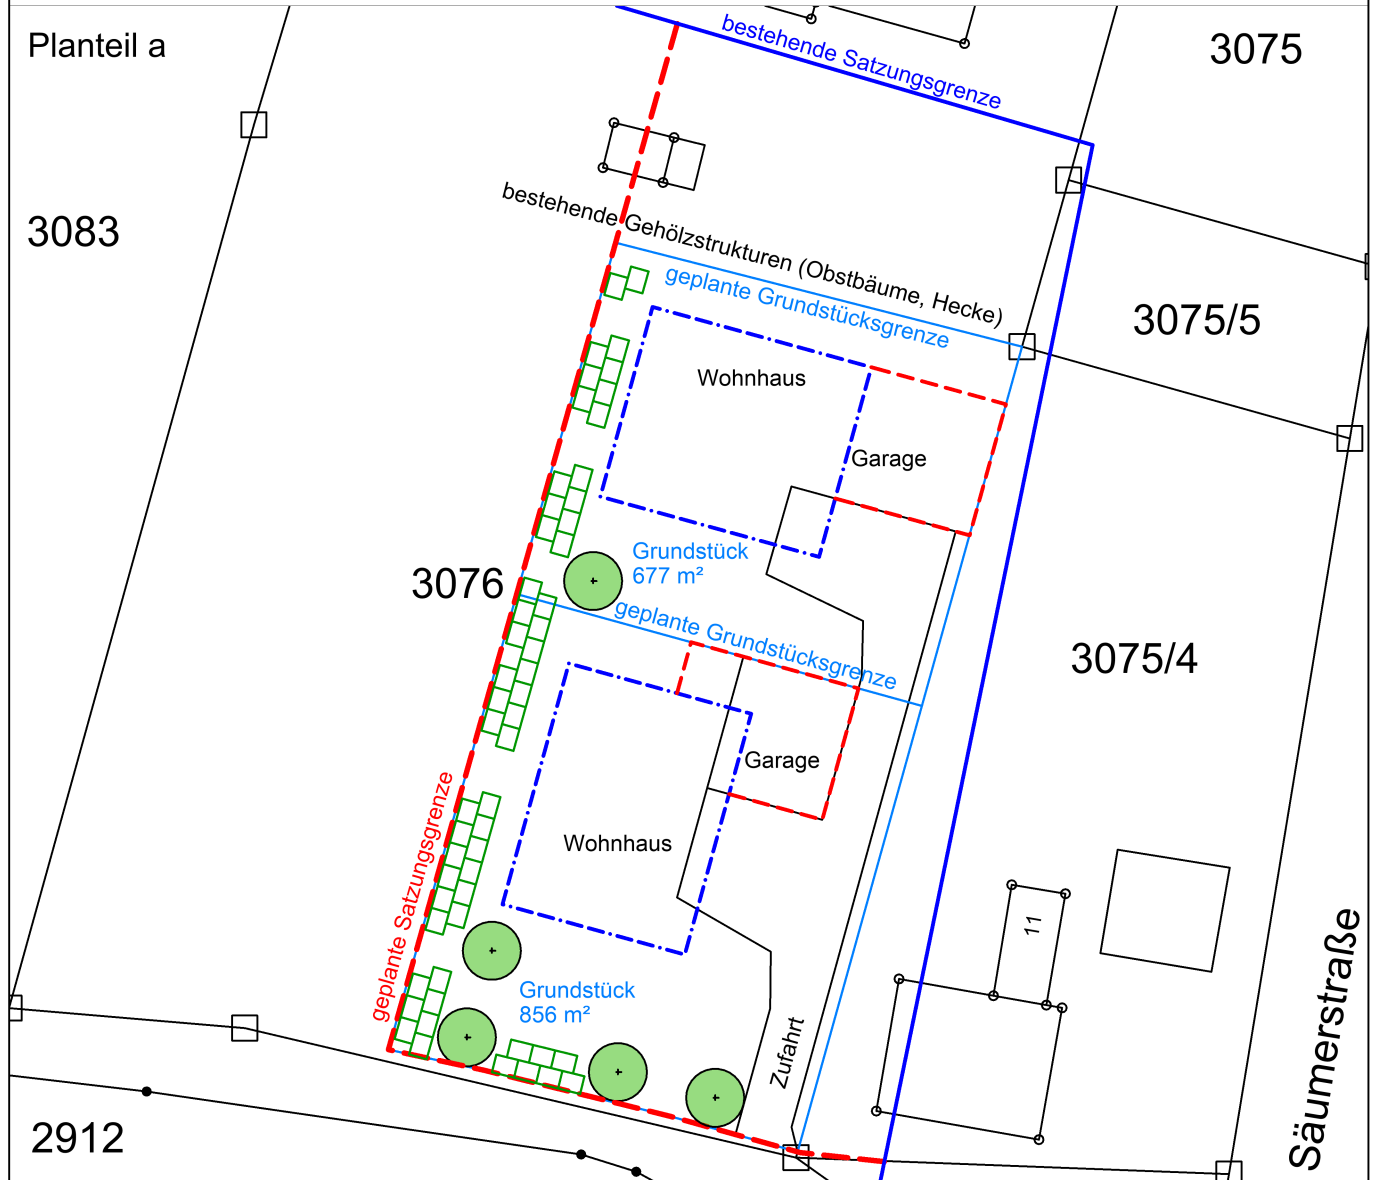 Planteil a
bestehende Satzungsgrenze
3075
3083
bestehende Gehölzstrukturen (Obstbäume, Hecke)
geplante Grundstücksgrenze
3075/5
Wohnhaus
Garage
Grundstück
677 m²
3076
geplante Grundstücksgrenze
3075/4
Garage
Wohnhaus
geplante Satzungsgrenze
11
Grundstück
856 m²
Zufahrt
Säumerstraße
2912